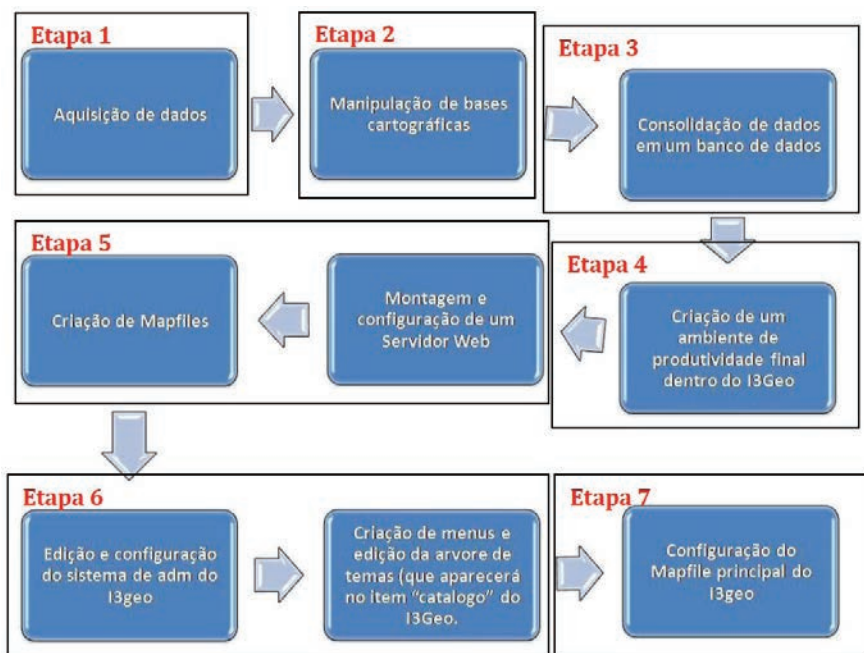 Etapa 1
Aquisição de dados
Etapa 2
Manipulação de bases
cartográficas
Etapa 3
Consolidação de dados
em um banco de dados
Etapa 4
Criação de um
ambiente de
produtividade final
dentro do I3Geo
Etapa 5
Montagem e
configuração de um
Servidor Web
Criação de Mapfiles
Etapa 6
Edição e configuração
do sistema de adm do
I3geo
Criação de menus e
edição da arvore de
temas (que aparecerá
no item “catalogo” do
I3Geo.
Etapa 7
Configuração do
Mapfile principal do
I3geo